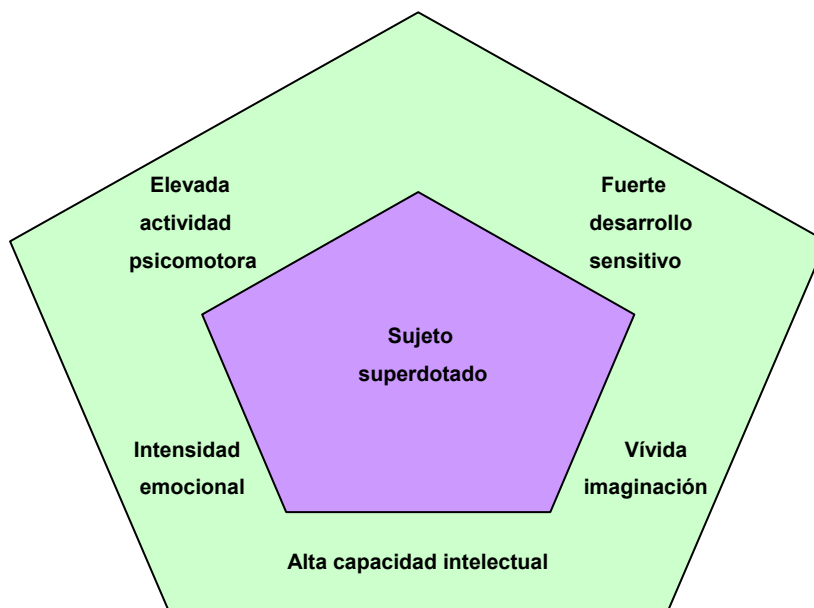 Elevada
actividad
psicomotora
Fuerte
desarrollo
sensitivo
Sujeto
superdotado
Intensidad
emocional
Vívida
imaginación
Alta capacidad intelectual